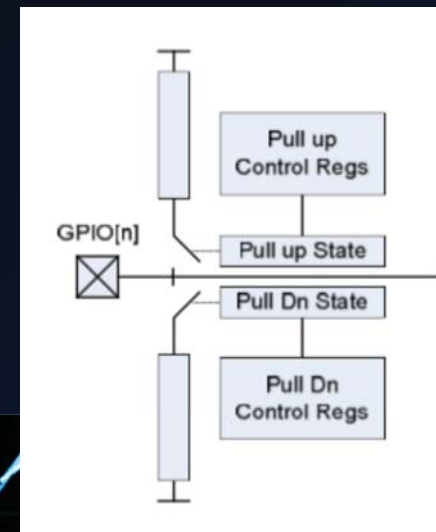 Pull up
Control Regs
GPIO[n]
Pull up State
Pull Dn State
Pull Dn
Control Regs